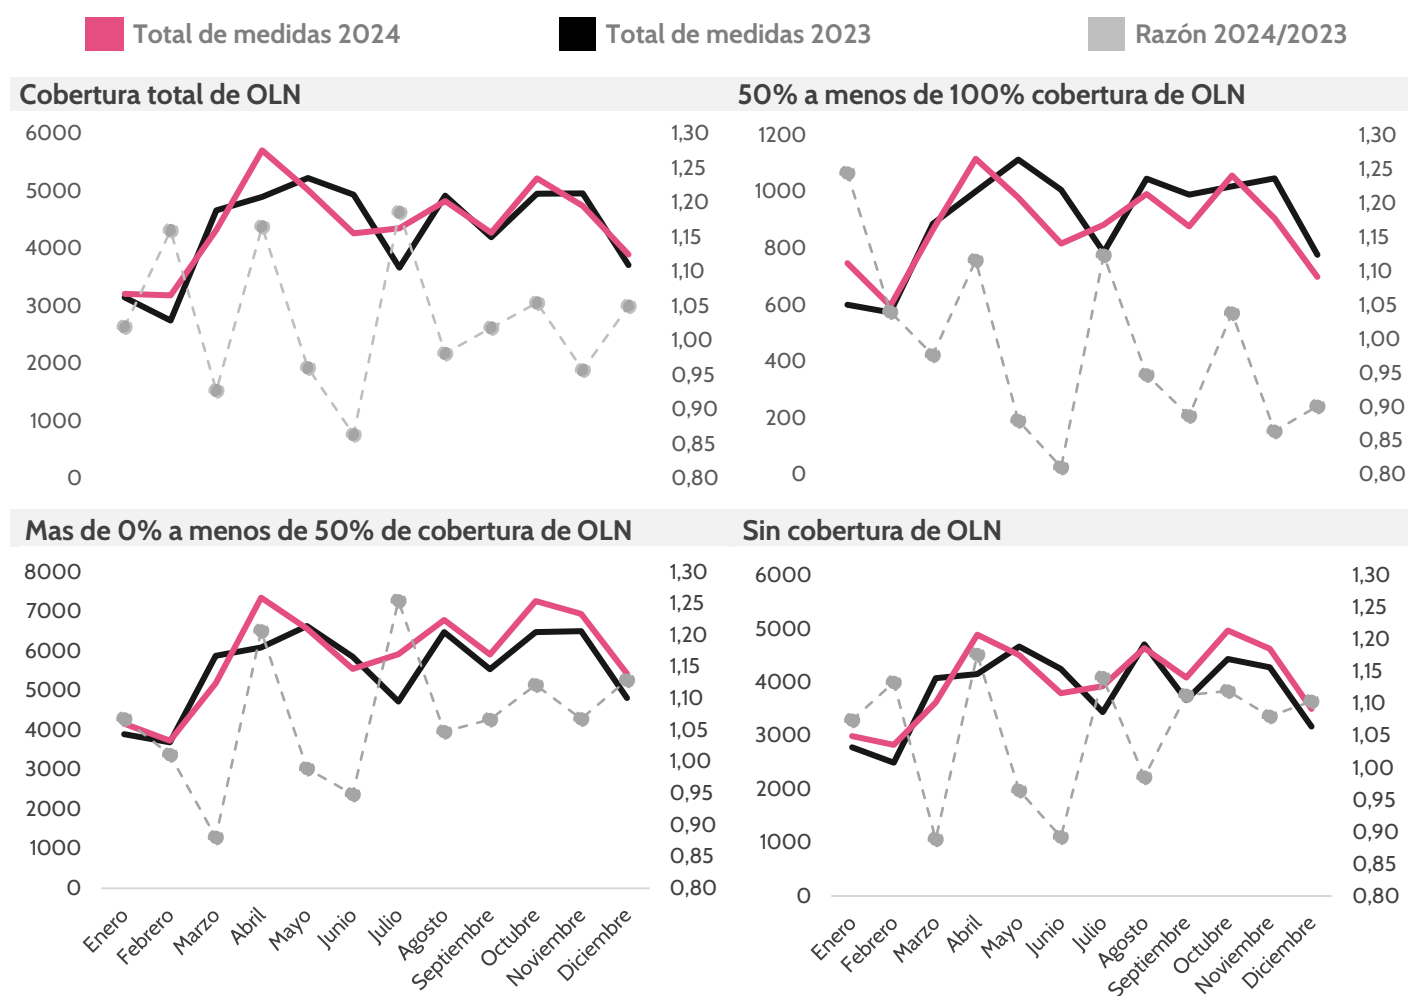 Total de medidas 2024
Total de medidas 2023
Razón 2024/2023
Cobertura total de OLN
6000
5000
4000
3000
2000
1000
0
1,30
1,25
1,20
1,15
1,10
1,05
1,00
0,95
0,90
0,85
0,80
50% a menos de 100% cobertura de OLN
1200
1000
800
600
400
200
0
1,30
1,25
1,20
1,15
1,10
1,05
1,00
0,95
0,90
0,85
0,80
Mas de 0% a menos de 50% de cobertura de OLN
8000
7000
6000
5000
4000
3000
2000
1000
0
1,30
1,25
1,20
1,15
1,10
1,05
1,00
0,95
0,90
0,85
0,80
Enero
Febrero
Marzo
Abril
Mayo
Junio
Julio
Agosto
Septiembre
Octubre
Noviembre
Diciembre
Sin cobertura de OLN
6000
5000
4000
3000
2000
1000
0
1,30
1,25
1,20
1,15
1,10
1,05
1,00
0,95
0,90
0,85
0,80
Enero
Febrero
Marzo
Abril
Mayo
Junio
Julio
Agosto
Septiembre
Octubre
Noviembre
Diciembre